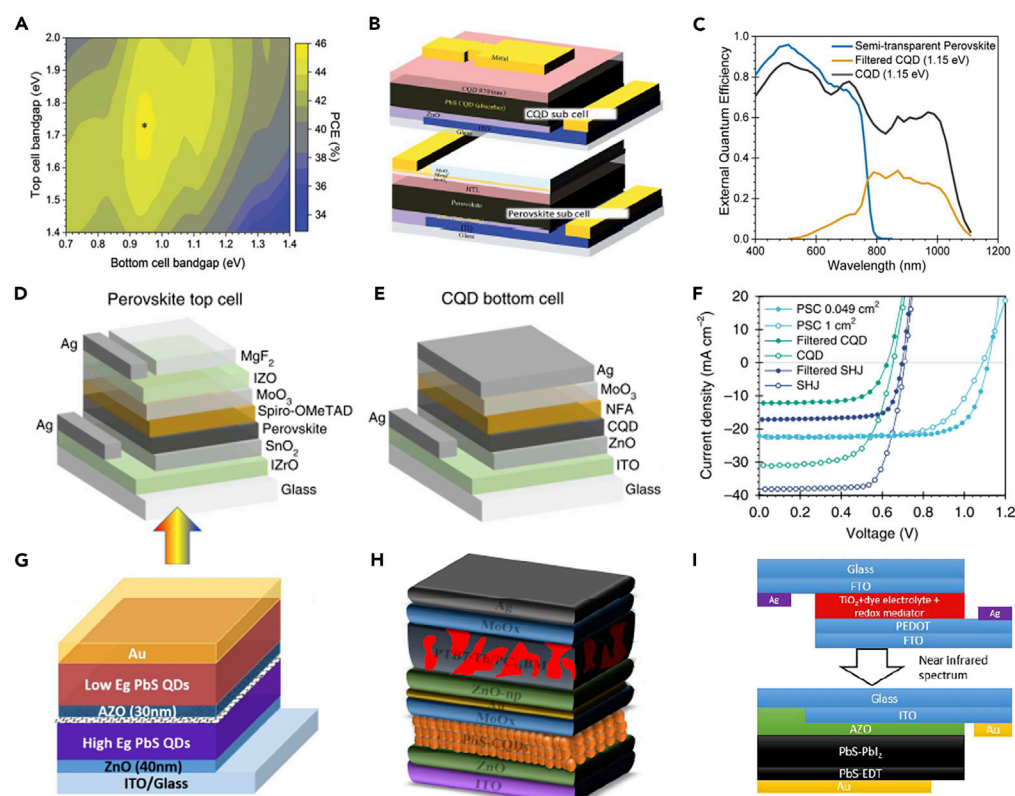 A
Top cell bandgap (eV)
2.0
1.9
1.8
1.7
1.6
1.5
1.4
*
0.7 0.8 0.9 1.0 1.1 1.2 1.3 1.4
Bottom cell bandgap (eV)
46
44
42
40
38
36
34
PCE (%)
B
Metal
PbS CQD (absorber)
CQD sub cell
ZnO
ITO
Glass
MoO₃
Metal
MoO₃
HTL
Perovskite
Perovskite sub cell
ITO
Glass
C
External Quantum Efficiency
1.0
0.8
0.6
0.4
0.2
0.0
Semi-transparent Perovskite
Filtered CQD (1.15 eV)
CQD (1.15 eV)
400 600 800 1000 1200
Wavelength (nm)
D
Perovskite top cell
Ag
MgF₂
IZO
MoO₃
Spiro-OMeTAD
Ag
Perovskite
SnO₂
IZrO
Glass
E
CQD bottom cell
Ag
MoO₃
NFA
CQD
ZnO
ITO
Glass
F
Current density (mA cm⁻²)
20
10
0
−10
−20
−30
−40
PSC 0.049 cm²
PSC 1 cm²
Filtered CQD
CQD
Filtered SHJ
SHJ
0.0 0.2 0.4 0.6 0.8 1.0 1.2
Voltage (V)
G
Au
Low Eg PbS QDs
AZO (30nm)
High Eg PbS QDs
ZnO (40nm)
ITO/Glass
H
Ag
MoOx
PTB7-Tb/PC₇₁BM
ZnO-np
MoOx
PbS-CQDs
ZnO
ITO
I
Glass
FTO
Ag
TiO₂+dye electrolyte +
redox mediator
Ag
PEDOT
FTO
Near infrared
spectrum
Glass
ITO
AZO
Au
PbS-PbI₂
PbS-EDT
Au